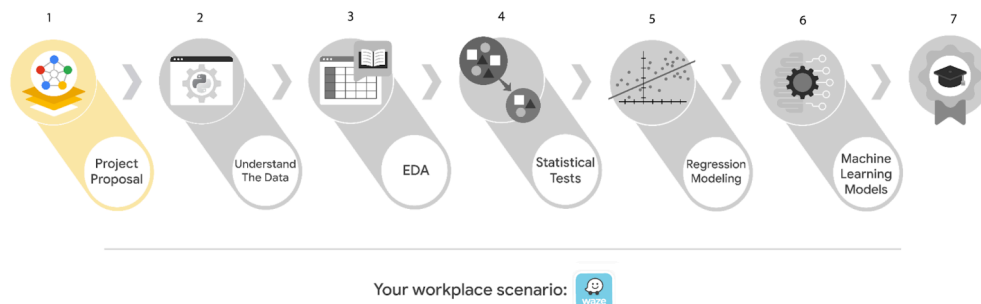 1
2
3
4
5
6
7
Project
Proposal
Understand
The Data
EDA
Statistical
Tests
Regression
Modeling
Machine
Learning
Models
Your workplace scenario:
waze